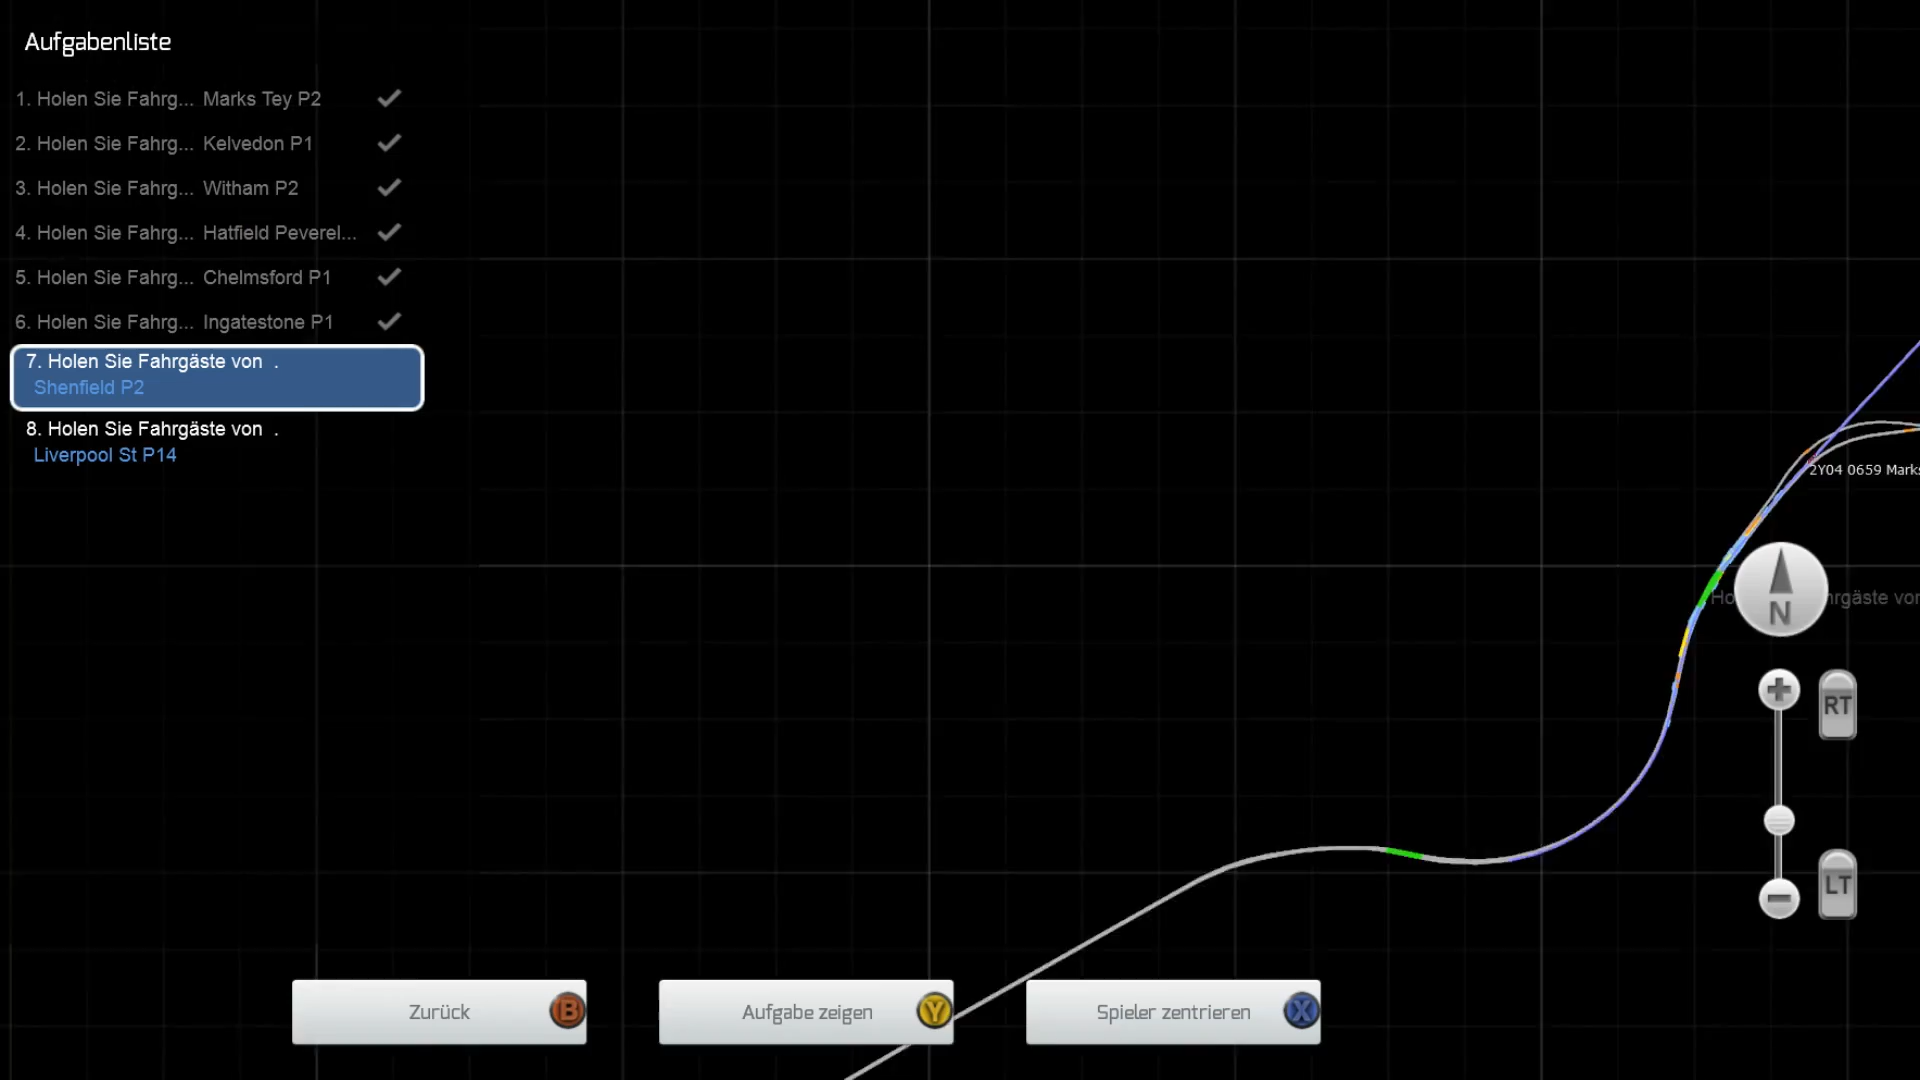 Aufgabenliste
1. Holen Sie Fahrg... Marks Tey P2
2. Holen Sie Fahrg... Kelvedon P1
3. Holen Sie Fahrg... Witham P2
4. Holen Sie Fahrg... Hatfield Peverel...
5. Holen Sie Fahrg... Chelmsford P1
6. Holen Sie Fahrg... Ingatestone P1
7. Holen Sie Fahrgäste von .
Shenfield P2
8. Holen Sie Fahrgäste von .
Liverpool St P14
2Y04 0659 Marks
N
Ho rgäste vor
RT
LT
Zurück B
Aufgabe zeigen Y
Spieler zentrieren X